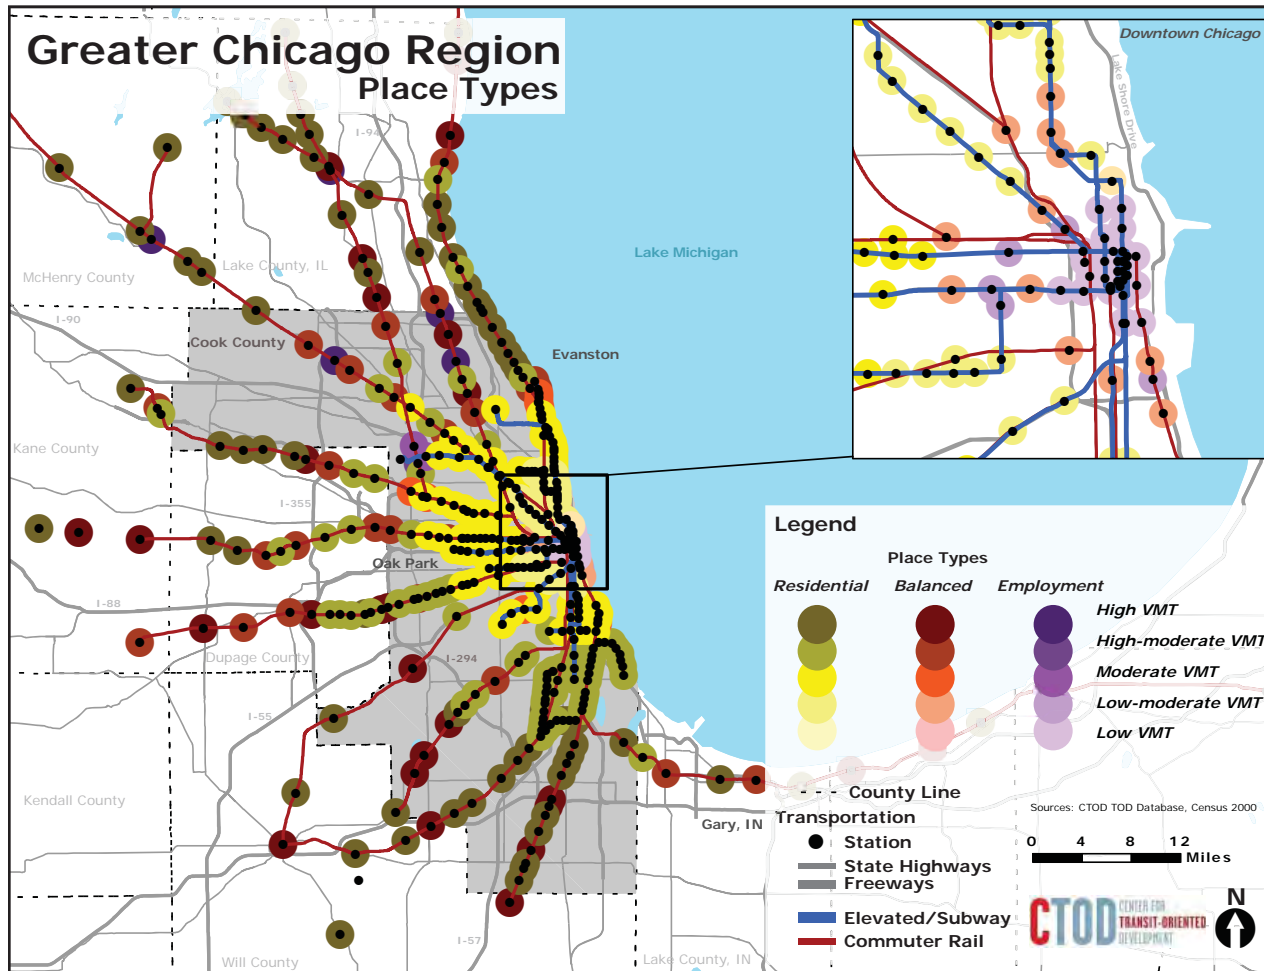 Greater Chicago Region
Place Types
Downtown Chicago
Lake Shore Drive
I-94
Lake Michigan
McHenry County
Lake County, IL
I-90
Cook County
Evanston
Kane County
I-355
Oak Park
I-88
Dupage County
I-294
I-55
Kendall County
Gary, IN
I-57
Will County
Lake County, IN
Legend
Place Types
Residential Balanced Employment
High VMT
High-moderate VMT
Moderate VMT
Low-moderate VMT
Low VMT
County Line
Transportation
Station
State Highways
Freeways
Elevated/Subway
Commuter Rail
Sources: CTOD TOD Database, Census 2000
0 4 8 12
Miles
CTOD
CENTER FOR
TRANSIT-ORIENTED
DEVELOPMENT
N